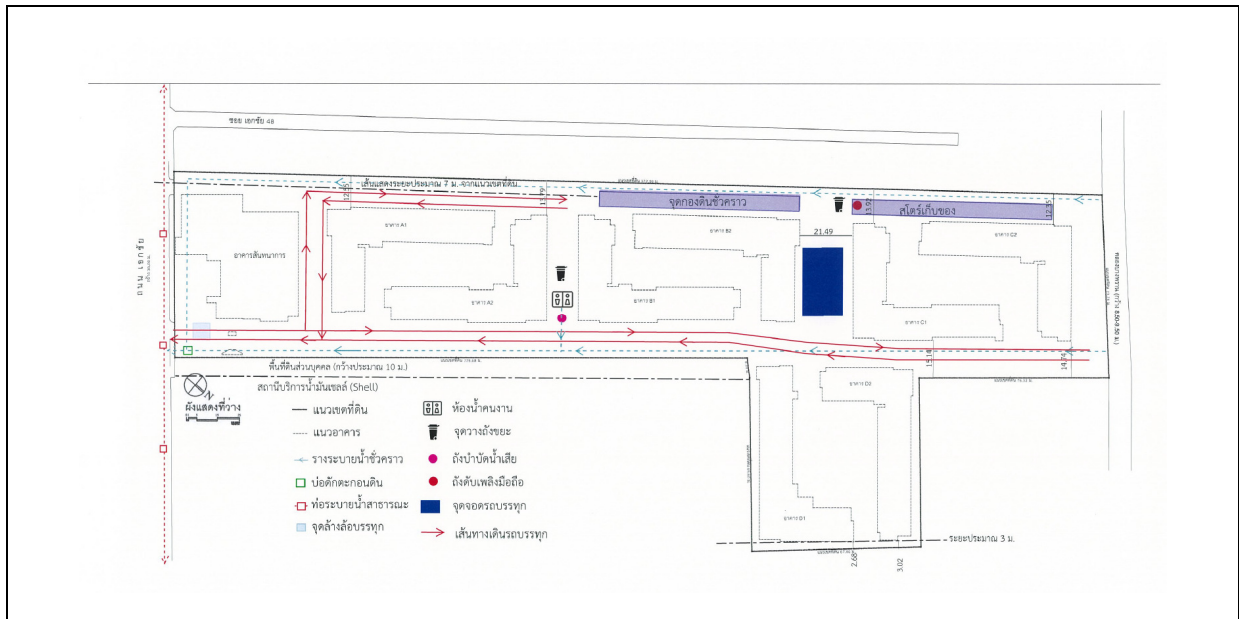 ซอย เอกชัย 48
เส้นแสดงระยะประมาณ 7 ม. จากแนวเขตที่ดิน
12.55
13.79
จุดกองดินชั่วคราว
13.92
สโตร์เก็บของ
12.35
อาคาร A1
อาคาร B2
21.49
อาคาร C2
ถนน เอกชัย
อาคารสันทนาการ
อาคาร A2
อาคาร B1
อาคาร C1
15.14
14.74
พื้นที่ดินส่วนบุคคล (กว้างประมาณ 10 ม.)
สถานีบริการน้ำมันเชลล์ (Shell)
N
ผังแสดงที่ว่าง
อาคาร D2
แนวเขตที่ดิน
ห้องน้ำคนงาน
แนวอาคาร
จุดวางถังขยะ
รางระบายน้ำชั่วคราว
ถังบำบัดน้ำเสีย
บ่อดักตะกอนดิน
ถังดับเพลิงมือถือ
ท่อระบายน้ำสาธารณะ
จุดจอดรถบรรทุก
จุดล้างล้อบรรทุก
เส้นทางเดินรถบรรทุก
อาคาร D1
ระยะประมาณ 3 ม.
2.68
3.02